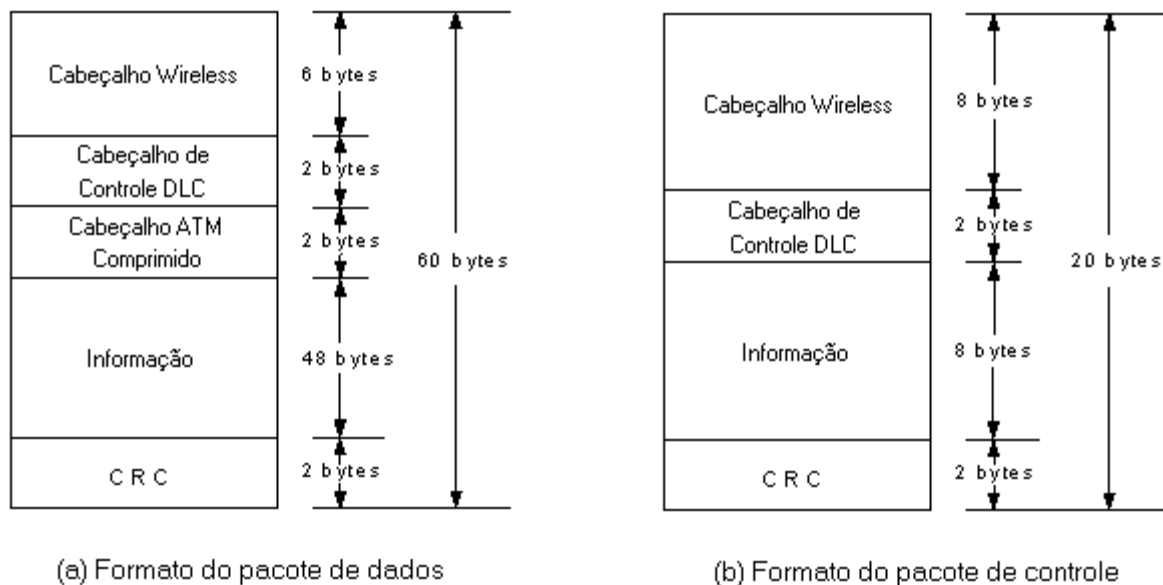 Cabeçalho Wireless
6 bytes
Cabeçalho de
Controle DLC
2 bytes
Cabeçalho ATM
Comprimido
2 bytes
60 bytes
Informação
48 bytes
C R C
2 bytes
(a) Formato do pacote de dados
Cabeçalho Wireless
8 bytes
Cabeçalho de
Controle DLC
2 bytes
20 bytes
Informação
8 bytes
C R C
2 bytes
(b) Formato do pacote de controle